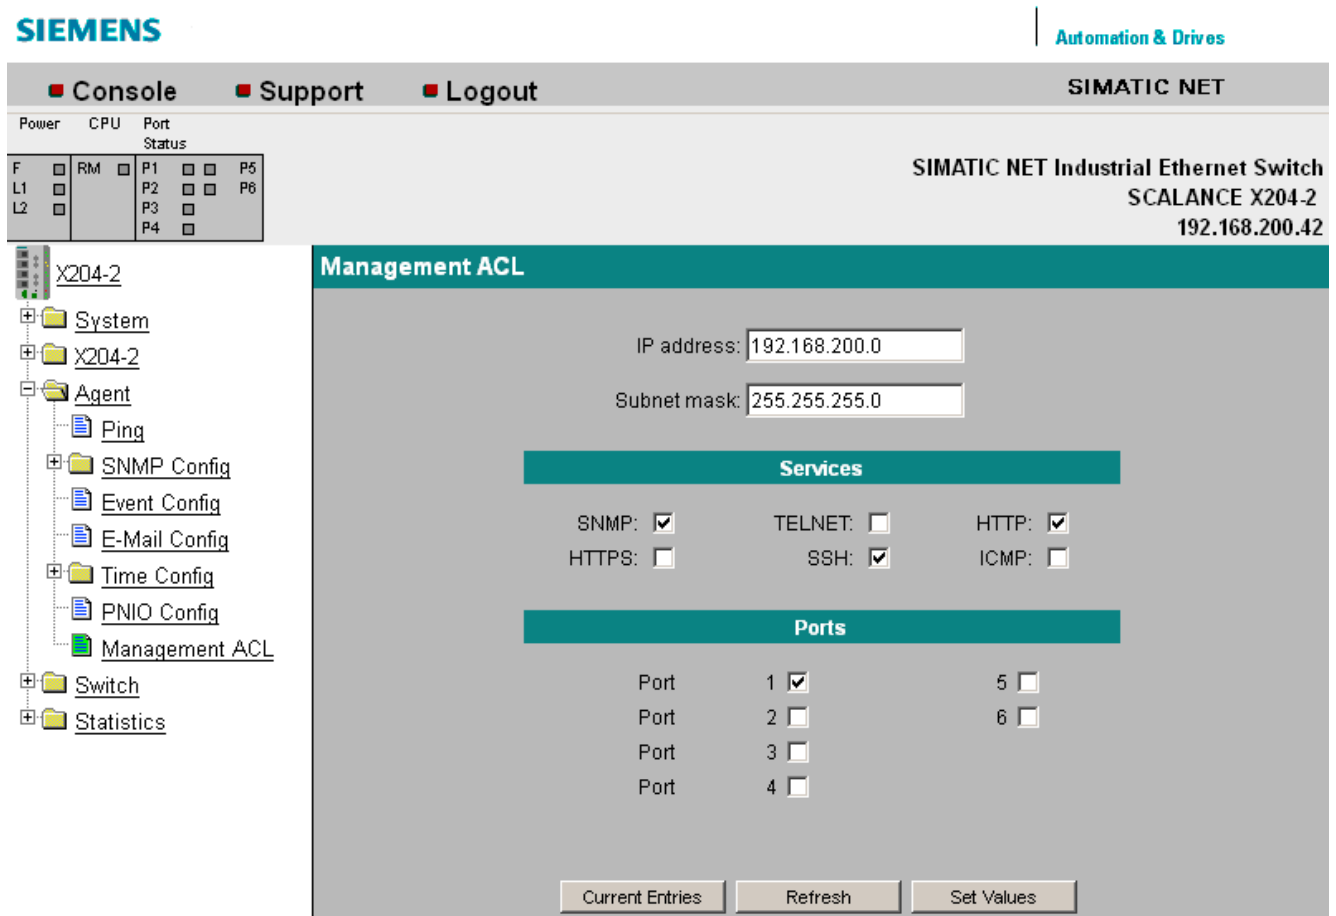 SIEMENS
Automation & Drives
Console Support Logout SIMATIC NET
Power CPU Port
Status
F RM P1 P5
L1 P2 P6
L2 P3
P4
SIMATIC NET Industrial Ethernet Switch
SCALANCE X204-2
192.168.200.42
X204-2
System
X204-2
Agent
Ping
SNMP Config
Event Config
E-Mail Config
Time Config
PNIO Config
Management ACL
Switch
Statistics
Management ACL
IP address: 192.168.200.0
Subnet mask: 255.255.255.0
Services
SNMP: TELNET: HTTP:
HTTPS: SSH: ICMP:
Ports
Port 1 5
Port 2 6
Port 3
Port 4
Current Entries Refresh Set Values